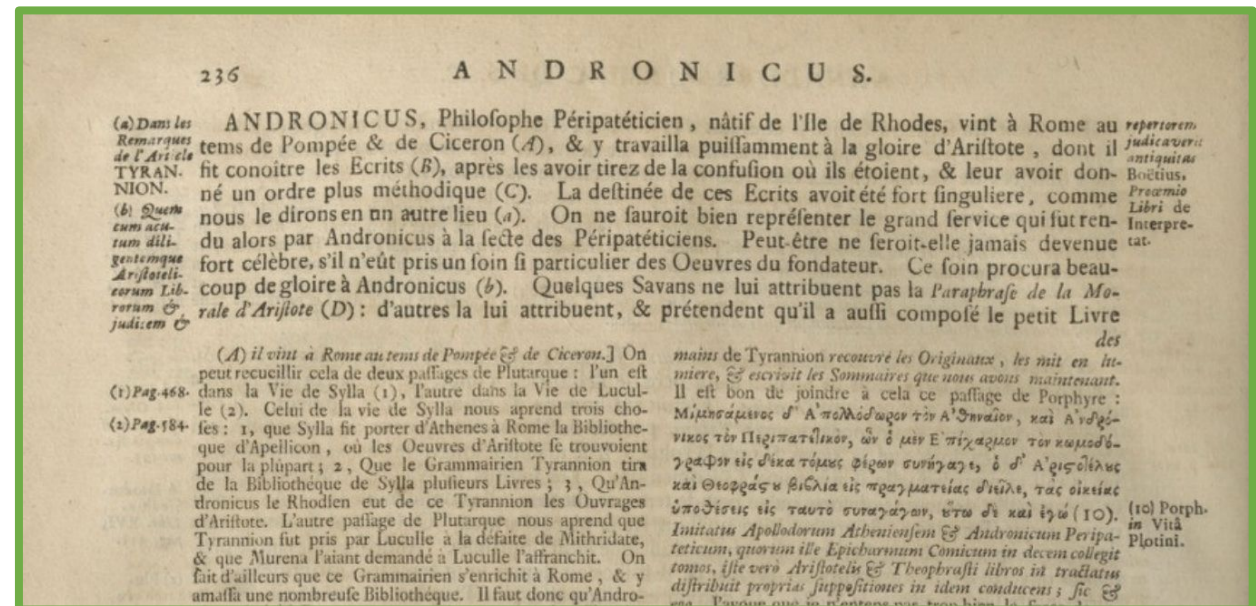 236
ANDRONICUS.
(a) Dans les
Remarques
de l'Article
TYRAN-
NION.
(b) Quem
cum acu-
tum dili-
gentemque
Aristoteli-
corum Lib-
rorum &
judicem &
ANDRONICUS, Philoſophe Péripatéticien, nâtif de l'Ile de Rhodes, vint à Rome au
tems de Pompée & de Ciceron (A), & y travailla puiſſamment à la gloire d'Ariſtote, dont il
fit conoître les Ecrits (B), après les avoir tirez de la confuſion où ils étoient, & leur avoir don-
né un ordre plus méthodique (C). La deſtinée de ces Ecrits avoit été fort ſinguliere, comme
nous le dirons en un autre lieu (a). On ne ſauroit bien repréſenter le grand ſervice qui fut ren-
du alors par Andronicus à la ſecte des Péripatéticiens. Peut-être ne ſeroit-elle jamais devenue
fort célèbre, s'il n'eût pris un ſoin ſi particulier des Oeuvres du fondateur. Ce ſoin procura beau-
coup de gloire à Andronicus (b). Quelques Savans ne lui attribuent pas la Paraphraſe de la Mo-
rale d'Ariſtote (D): d'autres la lui attribuent, & prétendent qu'il a auſſi compoſé le petit Livre
des
repertorem
judicaverit
antiquitas
Boëtius,
Proœmio
Libri de
Interpre-
tat.
(A) il vint à Rome au tems de Pompée & de Ciceron.] On
peut recueillir cela de deux paſſages de Plutarque: l'un eſt
(1) Pag. 468. dans la Vie de Sylla (1), l'autre dans la Vie de Lucul-
(2) Pag. 584. le (2). Celui de la vie de Sylla nous aprend trois cho-
ſes: 1, que Sylla fit porter d'Athenes à Rome la Bibliothe-
que d'Apellicon, où les Oeuvres d'Ariſtote ſe trouvoient
pour la plûpart; 2, Que le Grammairien Tyrannion tira
de la Bibliothéque de Sylla pluſieurs Livres; 3, Qu'An-
dronicus le Rhodien eut de ce Tyrannion les Ouvrages
d'Ariſtote. L'autre paſſage de Plutarque nous aprend que
Tyrannion fut pris par Luculle à la défaite de Mithridate,
& que Murena l'aiant demandé à Luculle l'affranchit. On
ſait d'ailleurs que ce Grammairien s'enrichit à Rome, & y
amaſſa une nombreuſe Bibliothéque. Il faut donc qu'Andro-
mains de Tyrannion recouvré les Originaux, les mit en lu-
miere, & escrivit les Sommaires que nous avons maintenant.
Il eſt bon de joindre à cela ce paſſage de Porphyre:
Μιμησάμενος δ' Ἀπολλόδωρον τὸν Ἀθηναῖον, καὶ Ἀνδρό-
νικος τὸν Περιπατητικὸν, ὧν ὁ μὲν Ἐπίχαρμον τὸν κωμοδό-
γραφον εἰς δέκα τόμυς φέρων συνήγαγε, ὁ δ' Ἀριςοτέλυς
καὶ Θεοφράςυ βιβλία εἰς πραγματείας διεῖλε, τὰς οἰκείας
ὑποθέσεις εἰς ταυτὸ συναγαγων, ὕτω δὲ καὶ ἐγώ (10).
Imitatus Apollodorum Athenienſem & Andronicum Peripa-
teticum, quorum ille Epicharmum Comicum in decem collegit
tomos, iſte verò Ariſtotelis & Theophraſti libros in tractatus
diſtribuit proprias ſuppoſitiones in idem conducens; ſic &
(10) Porph.
in Vitâ
Plotini.